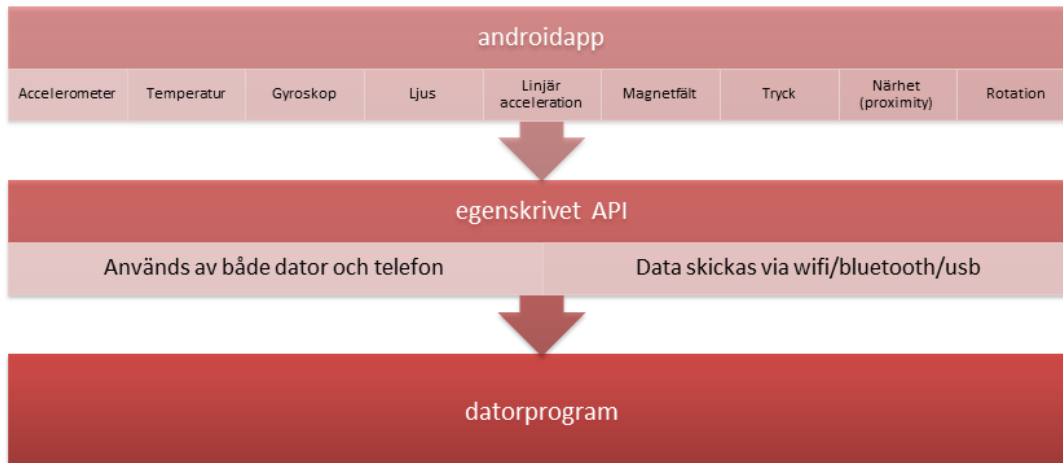 androidapp
Accelerometer
Temperatur
Gyroskop
Ljus
Linjär
acceleration
Magnetfält
Tryck
Närhet
(proximity)
Rotation
egenskrivet API
Används av både dator och telefon
Data skickas via wifi/bluetooth/usb
datorprogram